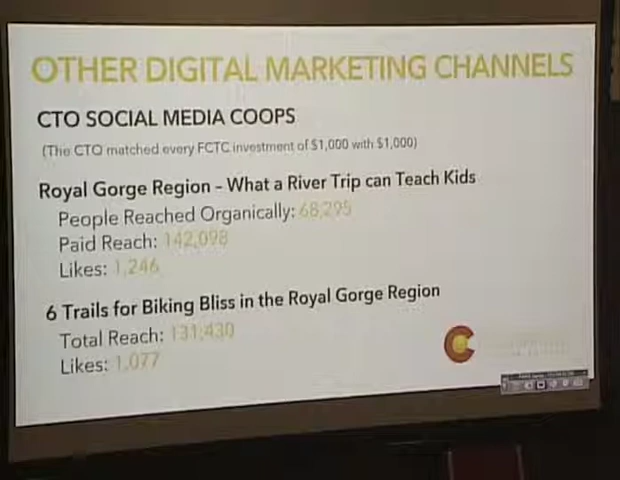 OTHER DIGITAL MARKETING CHANNELS
CTO SOCIAL MEDIA COOPS
(The CTO matched every FCTC investment of $1,000 with $1,000)
Royal Gorge Region - What a River Trip can Teach Kids
People Reached Organically: 68,295
Paid Reach: 142,098
Likes: 1,246
6 Trails for Biking Bliss in the Royal Gorge Region
Total Reach: 131,430
Likes: 1,077